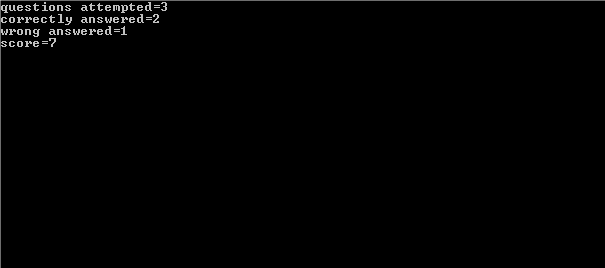 questions attempted=3
correctly answered=2
wrong answered=1
score=7